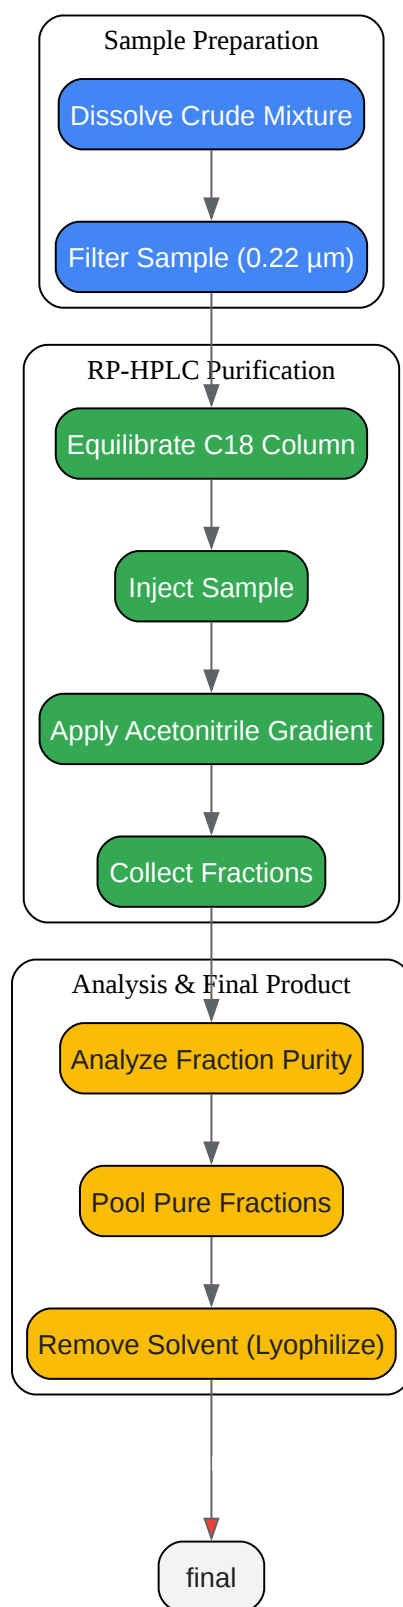 Sample Preparation
Dissolve Crude Mixture
Filter Sample (0.22 µm)
RP-HPLC Purification
Equilibrate C18 Column
Inject Sample
Apply Acetonitrile Gradient
Collect Fractions
Analysis & Final Product
Analyze Fraction Purity
Pool Pure Fractions
Remove Solvent (Lyophilize)
final